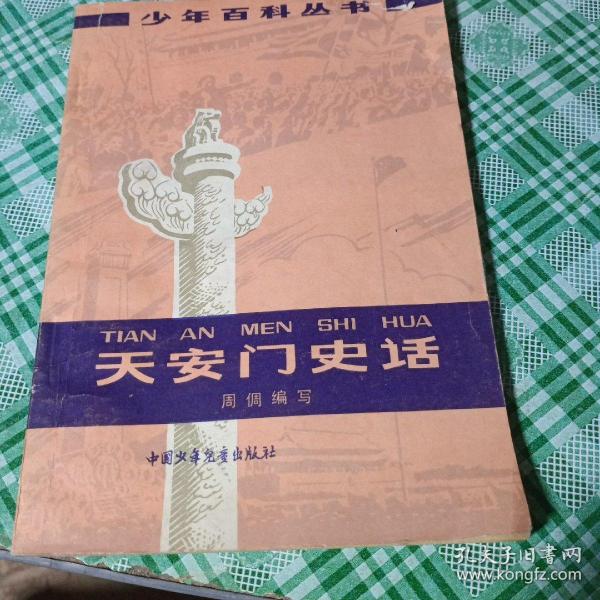 少年百科丛书
TIAN AN MEN SHI HUA
天安门史话
周倜编写
中国少年儿童出版社
孔夫子旧書网
www.kongfz.com